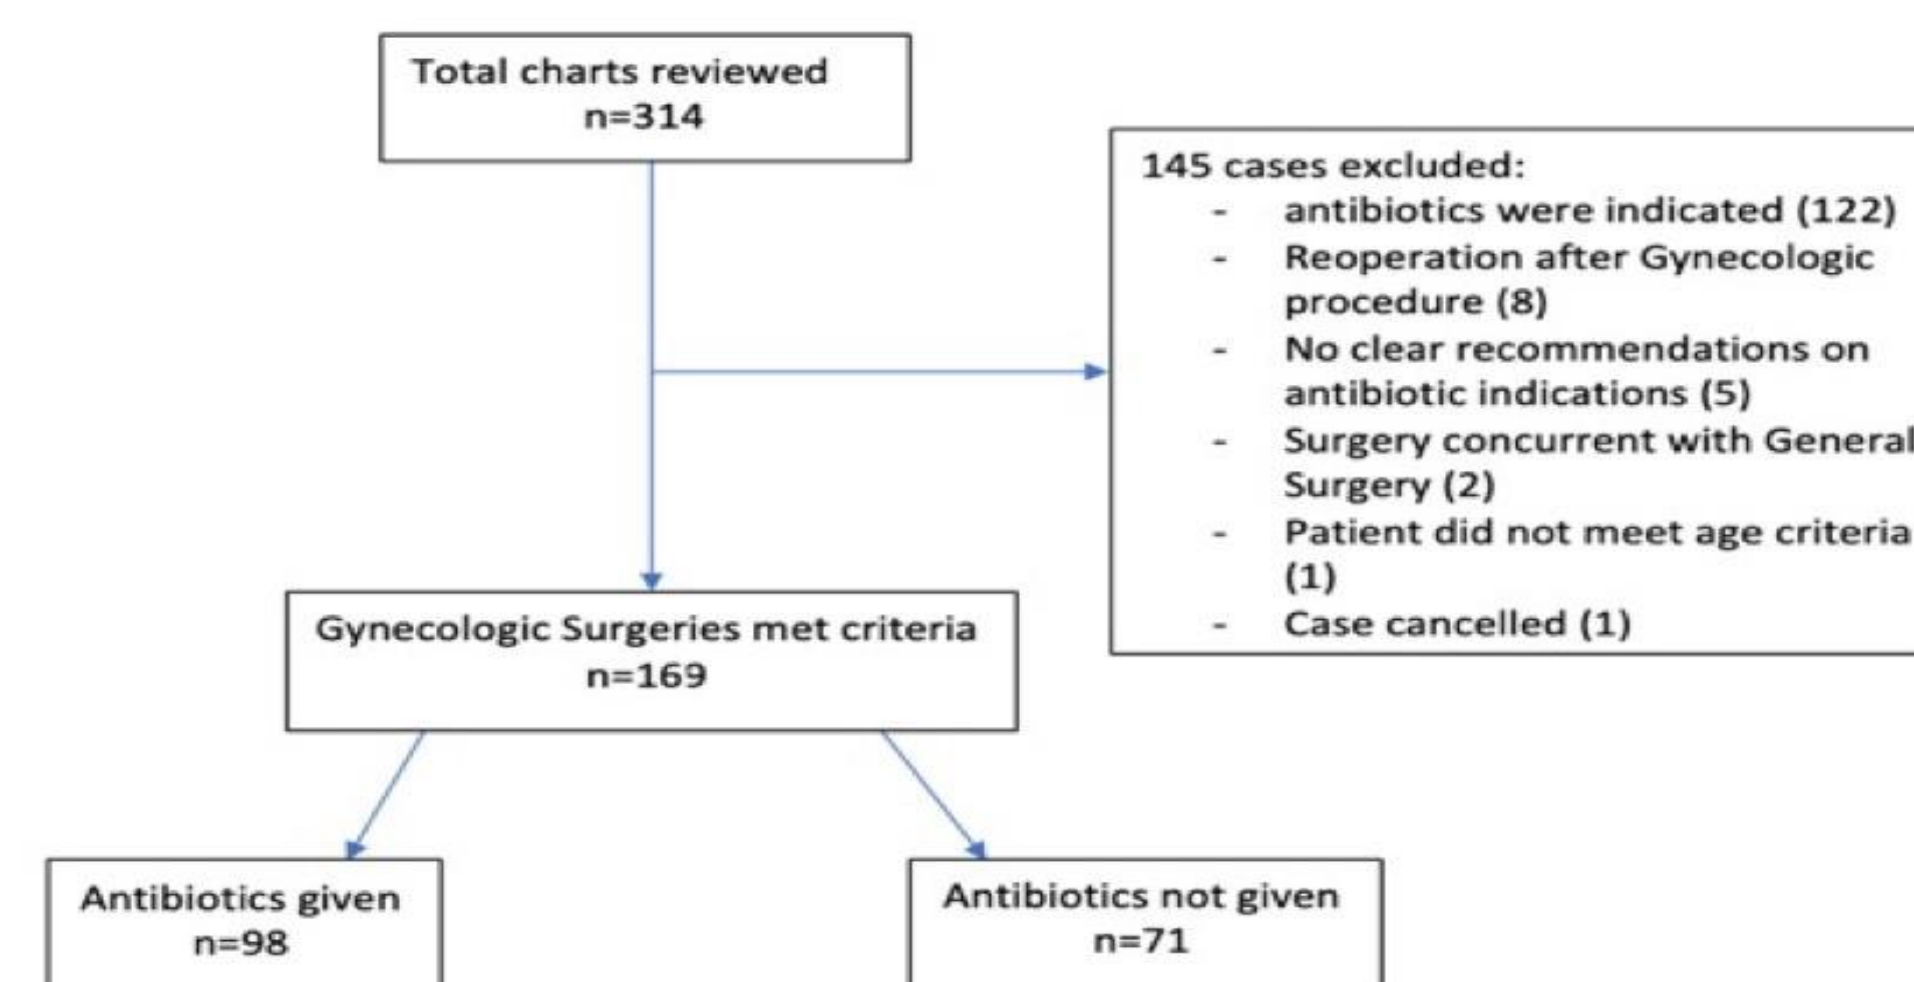 Total charts reviewed
n=314
145 cases excluded:
- antibiotics were indicated (122)
- Reoperation after Gynecologic
procedure (8)
- No clear recommendations on
antibiotic indications (5)
- Surgery concurrent with General
Surgery (2)
- Patient did not meet age criteria
(1)
- Case cancelled (1)
Gynecologic Surgeries met criteria
n=169
Antibiotics given
n=98
Antibiotics not given
n=71